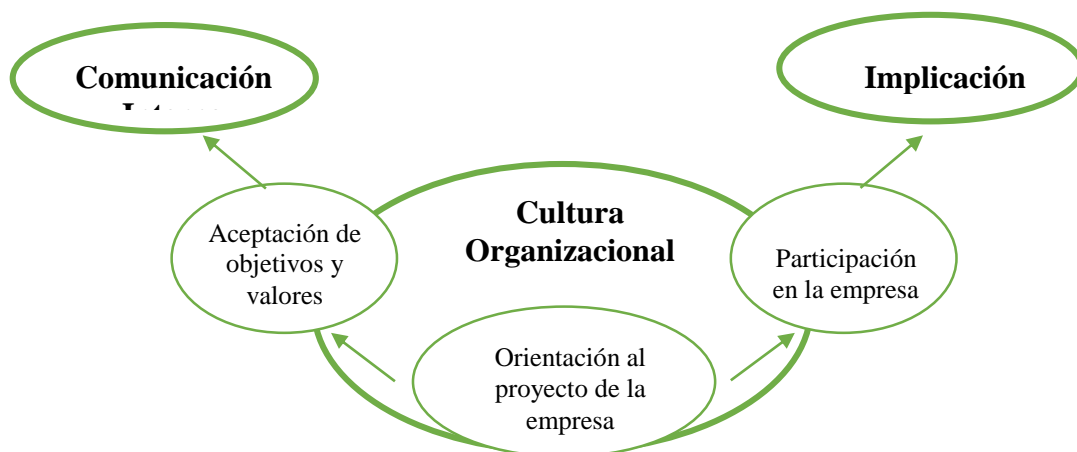 Comunicación
Implicación
Cultura
Organizacional
Aceptación de
objetivos y
valores
Participación
en la empresa
Orientación al
proyecto de la
empresa